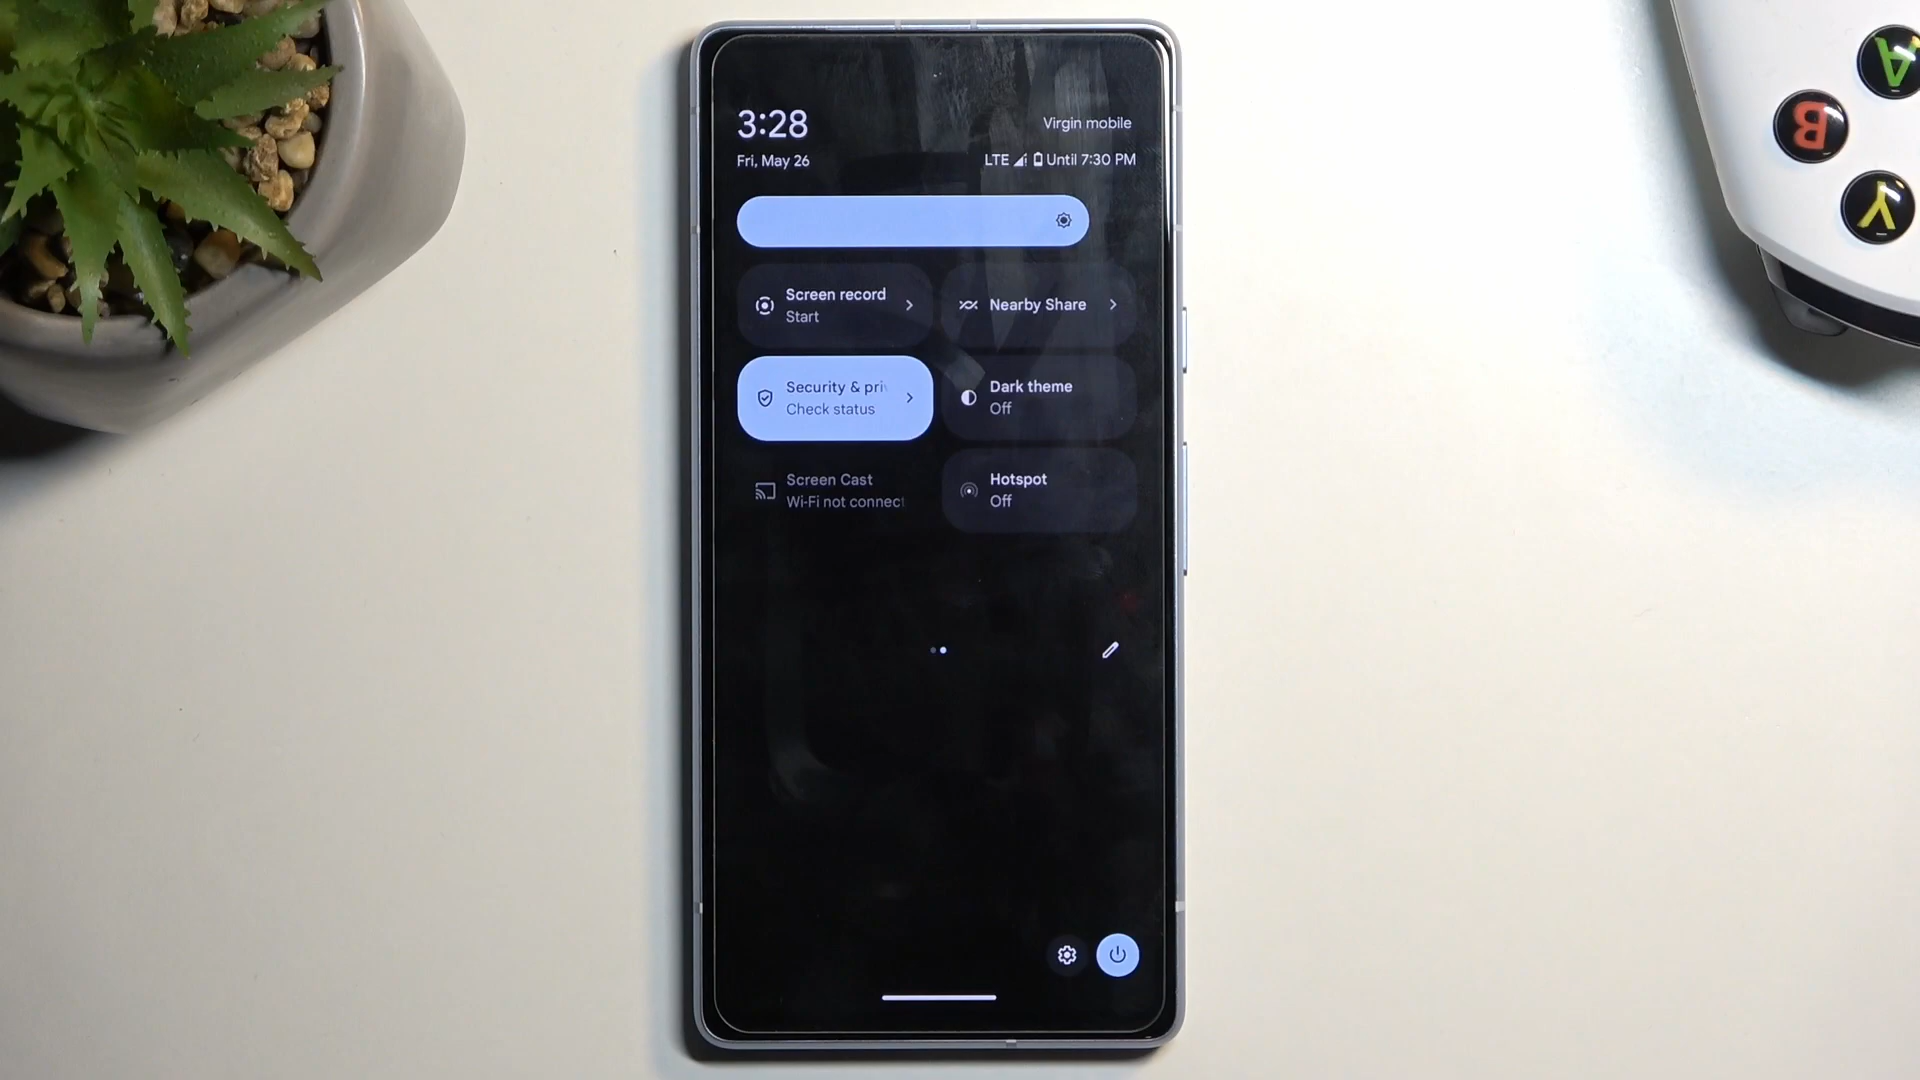 3:28
Virgin mobile
Fri, May 26
LTE Until 7:30 PM
Screen record
Start
Nearby Share
Security & pri
Check status
Dark theme
Off
Screen Cast
Wi-Fi not connect
Hotspot
Off
A
B
Y